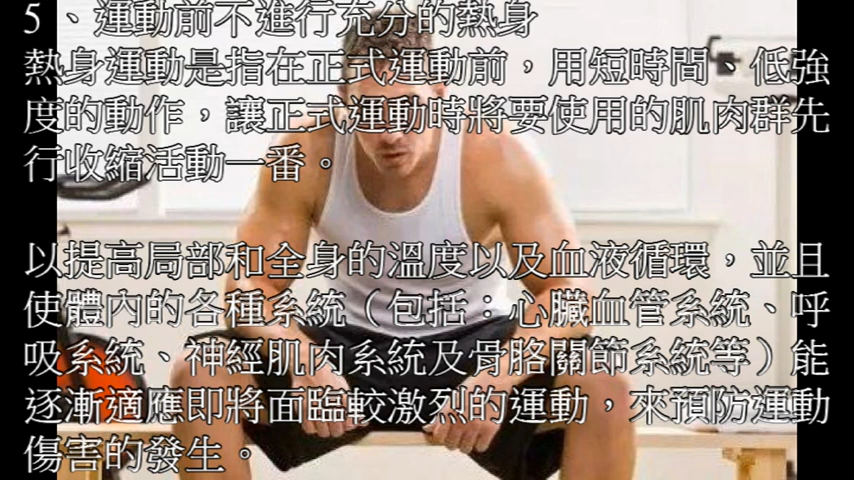 5、運動前不進行充分的熱身
熱身運動是指在正式運動前，用短時間、低強
度的動作，讓正式運動時將要使用的肌肉群先
行收縮活動一番。
以提高局部和全身的溫度以及血液循環，並且
使體內的各種系統（包括：心臟血管系統、呼
吸系統、神經肌肉系統及骨胳關節系統等）能
逐漸適應即將面臨較激烈的運動，來預防運動
傷害的發生。